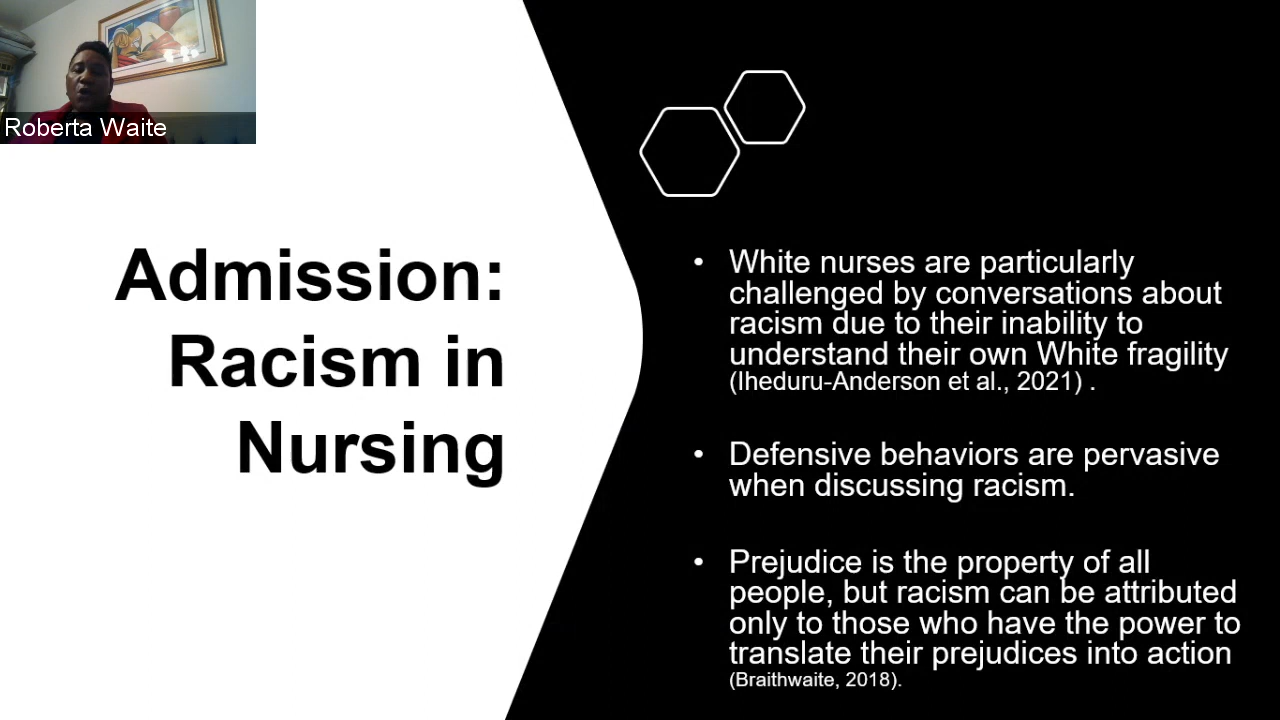 Roberta Waite
Admission:
Racism in
Nursing
• White nurses are particularly
challenged by conversations about
racism due to their inability to
understand their own White fragility
(Iheduru-Anderson et al., 2021) .
• Defensive behaviors are pervasive
when discussing racism.
• Prejudice is the property of all
people, but racism can be attributed
only to those who have the power to
translate their prejudices into action
(Braithwaite, 2018).